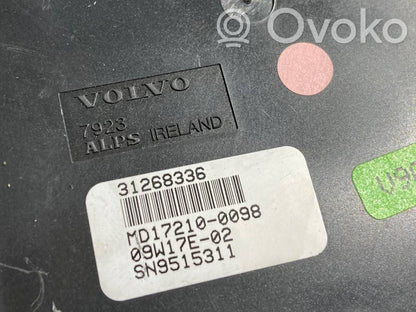 Ovoko
VOLVO
7923
ALPS IRELAND
31268336
MD17210-0098
09W17E-02
SN9515311